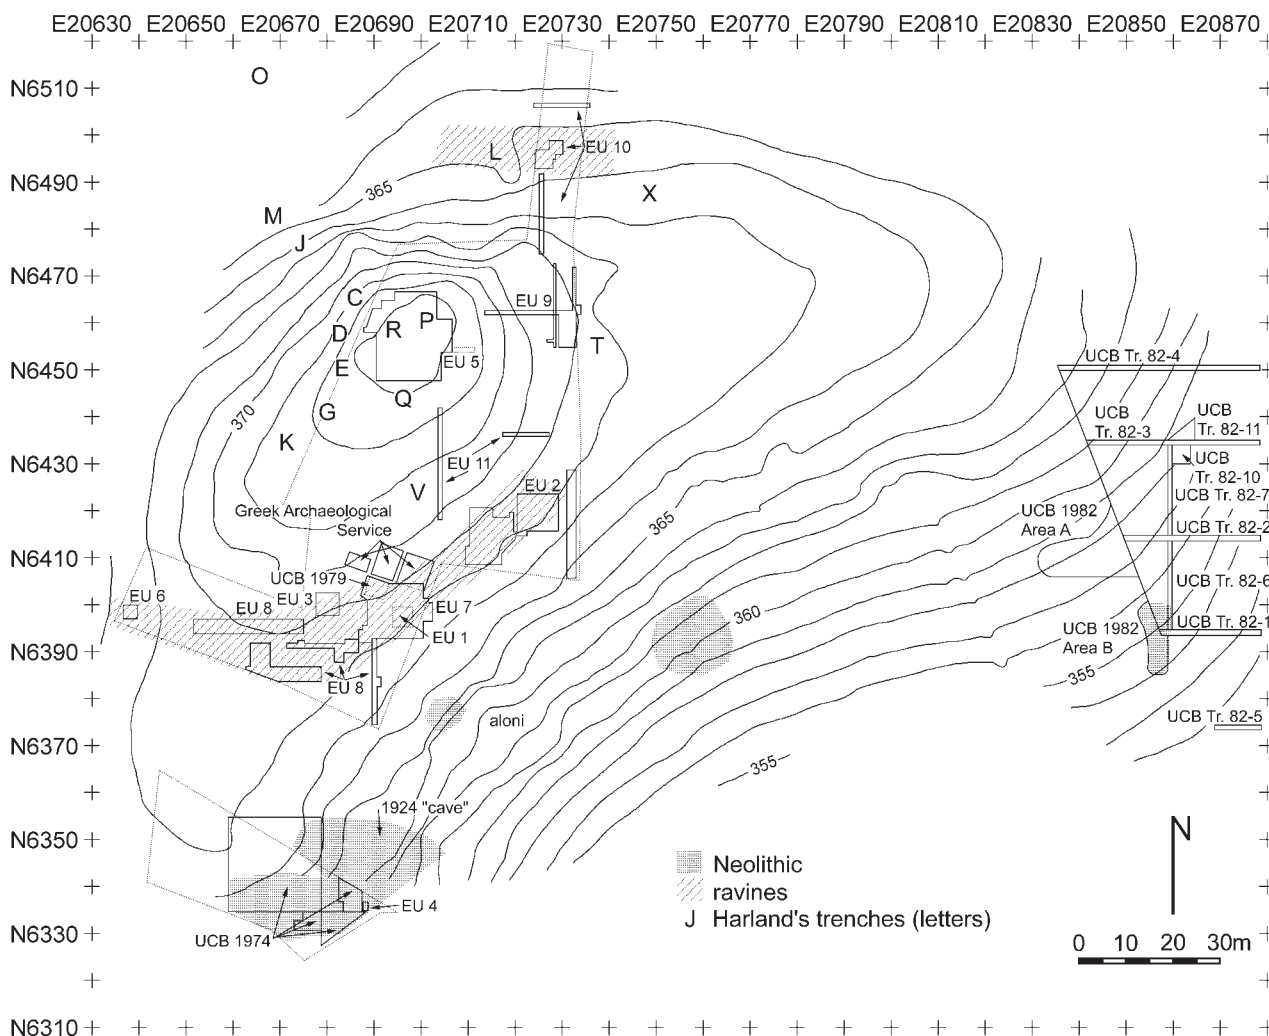 E20630 E20650 E20670 E20690 E20710 E20730 E20750 E20770 E20790 E20810 E20830 E20850 E20870
O
N6510
L
EU 10
N6490
365
X
M
J
N6470
C
EU 9
D
R
P
T
E
EU 5
UCB Tr. 82-4
N6450
Q
G
370
K
UCB
Tr. 82-3
UCB
Tr. 82-11
N6430
EU 11
UCB
Tr. 82-10
V
EU 2
UCB Tr. 82-7
Greek Archaeological
Service
365
UCB 1982
Area A
UCB Tr. 82-2
N6410
UCB 1979
EU 6
EU 8
EU 3
EU 7
UCB Tr. 82-6
360
EU 1
UCB Tr. 82-1
N6390
UCB 1982
Area B
EU 8
355
aloni
UCB Tr. 82-5
N6370
355
1924 "cave"
N6350
N
Neolithic
ravines
J Harland's trenches (letters)
EU 4
N6330
UCB 1974
0 10 20 30m
N6310